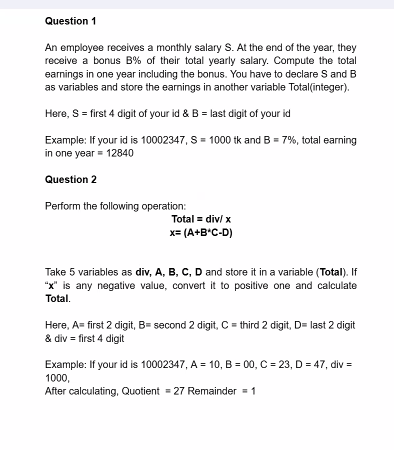 Question 1
An employee receives a monthly salary S. At the end of the year, they
receive a bonus B% of their total yearly salary. Compute the total
earnings in one year including the bonus. You have to declare S and B
as variables and store the earnings in another variable Total(integer).
Here, S = first 4 digit of your id & B = last digit of your id
Example: If your id is 10002347, S = 1000 tk and B = 7%, total earning
in one year = 12840
Question 2
Perform the following operation:
Total = div/ x
x= (A+B*C-D)
Take 5 variables as div, A, B, C, D and store it in a variable (Total). If
“x” is any negative value, convert it to positive one and calculate
Total.
Here, A= first 2 digit, B= second 2 digit, C = third 2 digit, D= last 2 digit
& div = first 4 digit
Example: If your id is 10002347, A = 10, B = 00, C = 23, D = 47, div =
1000,
After calculating, Quotient = 27 Remainder = 1